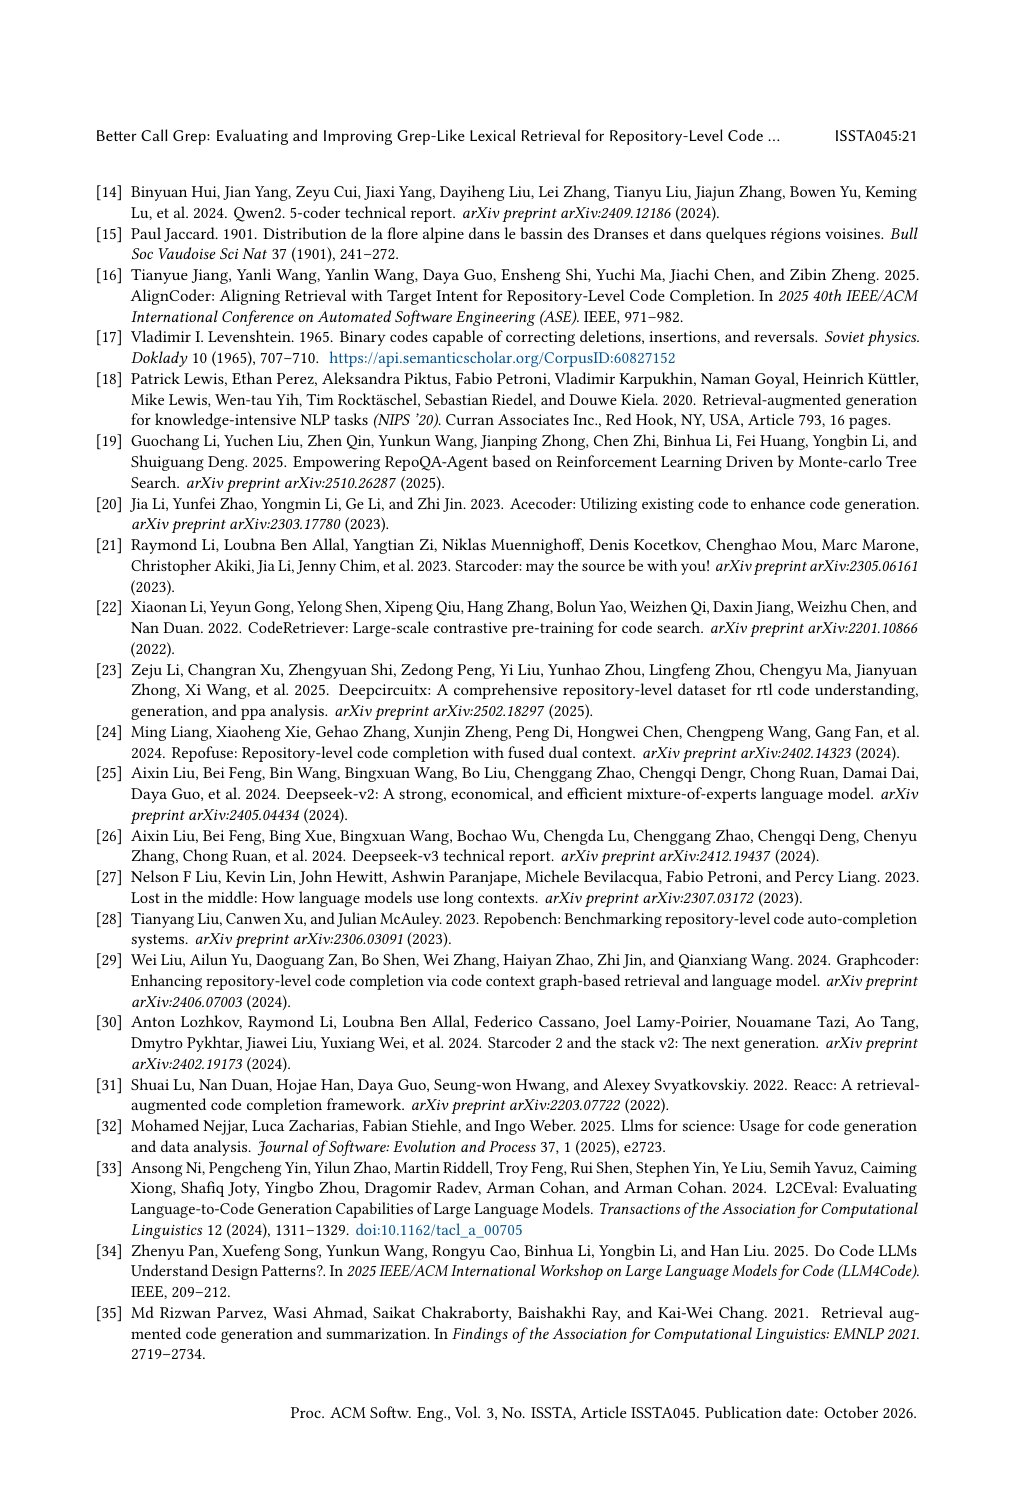 Better Call Grep: Evaluating and Improving Grep-Like Lexical Retrieval for Repository-Level Code ... ISSTA045:21
[14] Binyuan Hui, Jian Yang, Zeyu Cui, Jiaxi Yang, Dayiheng Liu, Lei Zhang, Tianyu Liu, Jiajun Zhang, Bowen Yu, Keming
Lu, et al. 2024. Qwen2. 5-coder technical report. arXiv preprint arXiv:2409.12186 (2024).
[15] Paul Jaccard. 1901. Distribution de la flore alpine dans le bassin des Dranses et dans quelques régions voisines. Bull
Soc Vaudoise Sci Nat 37 (1901), 241–272.
[16] Tianyue Jiang, Yanli Wang, Yanlin Wang, Daya Guo, Ensheng Shi, Yuchi Ma, Jiachi Chen, and Zibin Zheng. 2025.
AlignCoder: Aligning Retrieval with Target Intent for Repository-Level Code Completion. In 2025 40th IEEE/ACM
International Conference on Automated Software Engineering (ASE). IEEE, 971–982.
[17] Vladimir I. Levenshtein. 1965. Binary codes capable of correcting deletions, insertions, and reversals. Soviet physics.
Doklady 10 (1965), 707–710. https://api.semanticscholar.org/CorpusID:60827152
[18] Patrick Lewis, Ethan Perez, Aleksandra Piktus, Fabio Petroni, Vladimir Karpukhin, Naman Goyal, Heinrich Küttler,
Mike Lewis, Wen-tau Yih, Tim Rocktäschel, Sebastian Riedel, and Douwe Kiela. 2020. Retrieval-augmented generation
for knowledge-intensive NLP tasks (NIPS ’20). Curran Associates Inc., Red Hook, NY, USA, Article 793, 16 pages.
[19] Guochang Li, Yuchen Liu, Zhen Qin, Yunkun Wang, Jianping Zhong, Chen Zhi, Binhua Li, Fei Huang, Yongbin Li, and
Shuiguang Deng. 2025. Empowering RepoQA-Agent based on Reinforcement Learning Driven by Monte-carlo Tree
Search. arXiv preprint arXiv:2510.26287 (2025).
[20] Jia Li, Yunfei Zhao, Yongmin Li, Ge Li, and Zhi Jin. 2023. Acecoder: Utilizing existing code to enhance code generation.
arXiv preprint arXiv:2303.17780 (2023).
[21] Raymond Li, Loubna Ben Allal, Yangtian Zi, Niklas Muennighoff, Denis Kocetkov, Chenghao Mou, Marc Marone,
Christopher Akiki, Jia Li, Jenny Chim, et al. 2023. Starcoder: may the source be with you! arXiv preprint arXiv:2305.06161
(2023).
[22] Xiaonan Li, Yeyun Gong, Yelong Shen, Xipeng Qiu, Hang Zhang, Bolun Yao, Weizhen Qi, Daxin Jiang, Weizhu Chen, and
Nan Duan. 2022. CodeRetriever: Large-scale contrastive pre-training for code search. arXiv preprint arXiv:2201.10866
(2022).
[23] Zeju Li, Changran Xu, Zhengyuan Shi, Zedong Peng, Yi Liu, Yunhao Zhou, Lingfeng Zhou, Chengyu Ma, Jianyuan
Zhong, Xi Wang, et al. 2025. Deepcircuitx: A comprehensive repository-level dataset for rtl code understanding,
generation, and ppa analysis. arXiv preprint arXiv:2502.18297 (2025).
[24] Ming Liang, Xiaoheng Xie, Gehao Zhang, Xunjin Zheng, Peng Di, Hongwei Chen, Chengpeng Wang, Gang Fan, et al.
2024. Repofuse: Repository-level code completion with fused dual context. arXiv preprint arXiv:2402.14323 (2024).
[25] Aixin Liu, Bei Feng, Bin Wang, Bingxuan Wang, Bo Liu, Chenggang Zhao, Chengqi Dengr, Chong Ruan, Damai Dai,
Daya Guo, et al. 2024. Deepseek-v2: A strong, economical, and efficient mixture-of-experts language model. arXiv
preprint arXiv:2405.04434 (2024).
[26] Aixin Liu, Bei Feng, Bing Xue, Bingxuan Wang, Bochao Wu, Chengda Lu, Chenggang Zhao, Chengqi Deng, Chenyu
Zhang, Chong Ruan, et al. 2024. Deepseek-v3 technical report. arXiv preprint arXiv:2412.19437 (2024).
[27] Nelson F Liu, Kevin Lin, John Hewitt, Ashwin Paranjape, Michele Bevilacqua, Fabio Petroni, and Percy Liang. 2023.
Lost in the middle: How language models use long contexts. arXiv preprint arXiv:2307.03172 (2023).
[28] Tianyang Liu, Canwen Xu, and Julian McAuley. 2023. Repobench: Benchmarking repository-level code auto-completion
systems. arXiv preprint arXiv:2306.03091 (2023).
[29] Wei Liu, Ailun Yu, Daoguang Zan, Bo Shen, Wei Zhang, Haiyan Zhao, Zhi Jin, and Qianxiang Wang. 2024. Graphcoder:
Enhancing repository-level code completion via code context graph-based retrieval and language model. arXiv preprint
arXiv:2406.07003 (2024).
[30] Anton Lozhkov, Raymond Li, Loubna Ben Allal, Federico Cassano, Joel Lamy-Poirier, Nouamane Tazi, Ao Tang,
Dmytro Pykhtar, Jiawei Liu, Yuxiang Wei, et al. 2024. Starcoder 2 and the stack v2: The next generation. arXiv preprint
arXiv:2402.19173 (2024).
[31] Shuai Lu, Nan Duan, Hojae Han, Daya Guo, Seung-won Hwang, and Alexey Svyatkovskiy. 2022. Reacc: A retrieval-
augmented code completion framework. arXiv preprint arXiv:2203.07722 (2022).
[32] Mohamed Nejjar, Luca Zacharias, Fabian Stiehle, and Ingo Weber. 2025. Llms for science: Usage for code generation
and data analysis. Journal of Software: Evolution and Process 37, 1 (2025), e2723.
[33] Ansong Ni, Pengcheng Yin, Yilun Zhao, Martin Riddell, Troy Feng, Rui Shen, Stephen Yin, Ye Liu, Semih Yavuz, Caiming
Xiong, Shafiq Joty, Yingbo Zhou, Dragomir Radev, Arman Cohan, and Arman Cohan. 2024. L2CEval: Evaluating
Language-to-Code Generation Capabilities of Large Language Models. Transactions of the Association for Computational
Linguistics 12 (2024), 1311–1329. doi:10.1162/tacl_a_00705
[34] Zhenyu Pan, Xuefeng Song, Yunkun Wang, Rongyu Cao, Binhua Li, Yongbin Li, and Han Liu. 2025. Do Code LLMs
Understand Design Patterns?. In 2025 IEEE/ACM International Workshop on Large Language Models for Code (LLM4Code).
IEEE, 209–212.
[35] Md Rizwan Parvez, Wasi Ahmad, Saikat Chakraborty, Baishakhi Ray, and Kai-Wei Chang. 2021. Retrieval aug-
mented code generation and summarization. In Findings of the Association for Computational Linguistics: EMNLP 2021.
2719–2734.
Proc. ACM Softw. Eng., Vol. 3, No. ISSTA, Article ISSTA045. Publication date: October 2026.